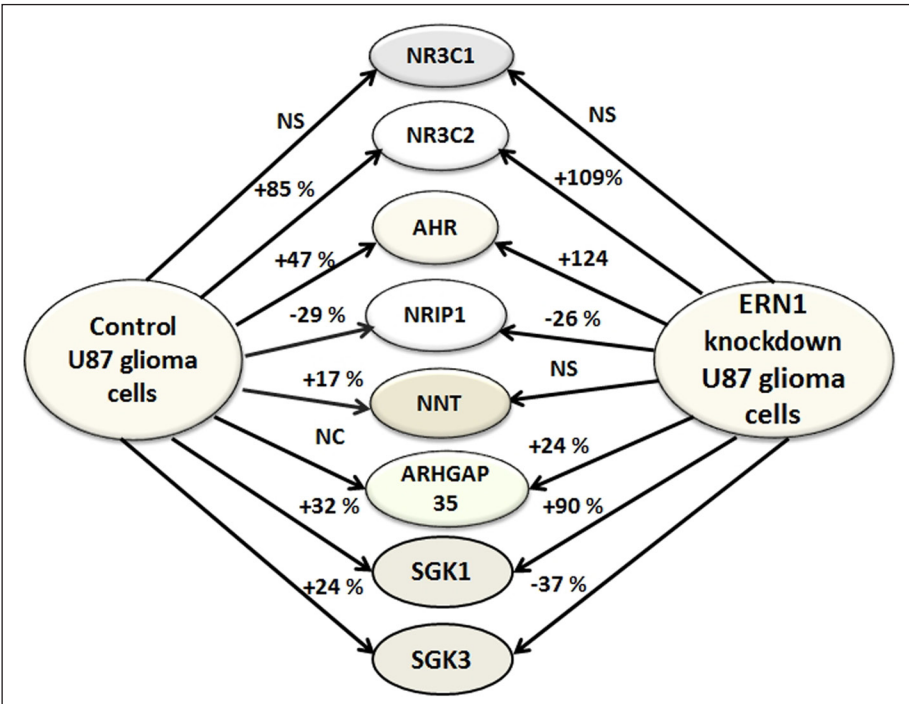 NR3C1
NS
NS
NR3C2
+85 %
+109%
AHR
+47 %
+124
Control
U87 glioma
cells
-29 %
NRIP1
-26 %
ERN1
knockdown
U87 glioma
cells
+17 %
NNT
NS
NC
ARHGAP
35
+24 %
+32 %
+90 %
SGK1
+24 %
-37 %
SGK3